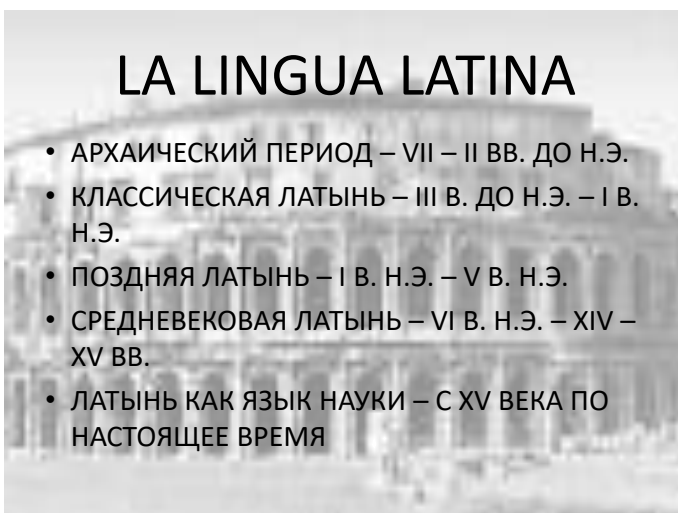 LA LINGUA LATINA
• АРХАИЧЕСКИЙ ПЕРИОД – VII – II ВВ. ДО Н.Э.
• КЛАССИЧЕСКАЯ ЛАТЫНЬ – III В. ДО Н.Э. – I В.
Н.Э.
• ПОЗДНЯЯ ЛАТЫНЬ – I В. Н.Э. – V В. Н.Э.
• СРЕДНЕВЕКОВАЯ ЛАТЫНЬ – VI В. Н.Э. – XIV –
XV ВВ.
• ЛАТЫНЬ КАК ЯЗЫК НАУКИ – С XV ВЕКА ПО
НАСТОЯЩЕЕ ВРЕМЯ